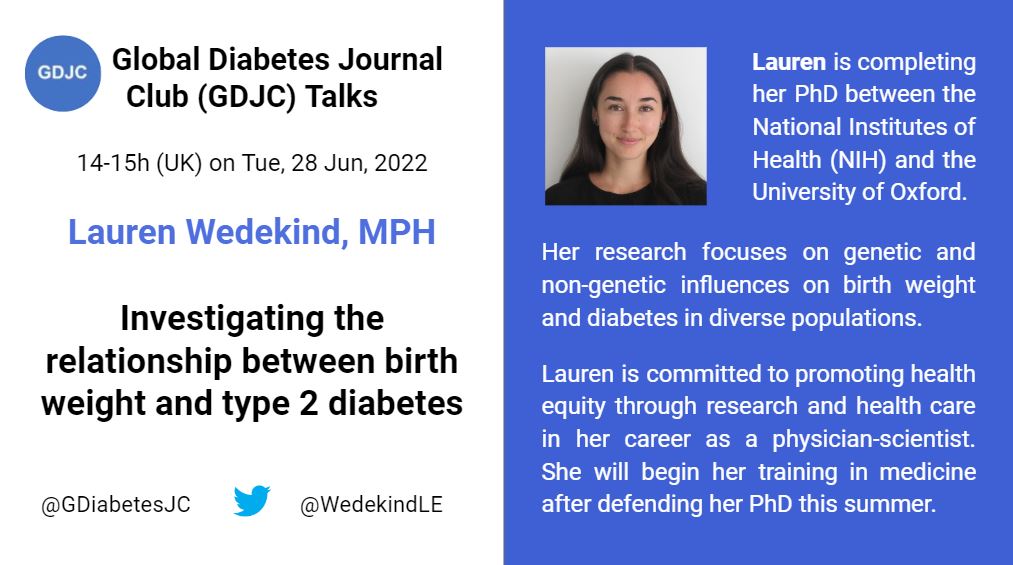 GDJC
Global Diabetes Journal
Club (GDJC) Talks
14-15h (UK) on Tue, 28 Jun, 2022
Lauren Wedekind, MPH
Investigating the
relationship between birth
weight and type 2 diabetes
@GDiabetesJC
@WedekindLE
Lauren is completing
her PhD between the
National Institutes of
Health (NIH) and the
University of Oxford.
Her research focuses on genetic and
non-genetic influences on birth weight
and diabetes in diverse populations.
Lauren is committed to promoting health
equity through research and health care
in her career as a physician-scientist.
She will begin her training in medicine
after defending her PhD this summer.